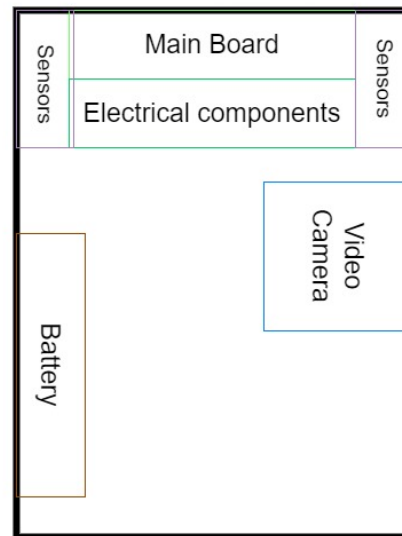 Sensors
Main Board
Sensors
Electrical components
Video
Camera
Battery